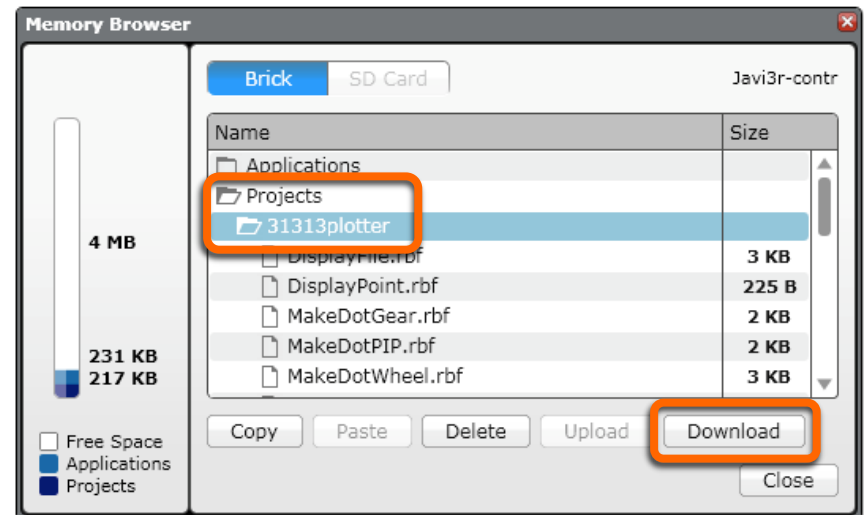 Memory Browser
Brick SD Card Javi3r-contr
Name Size
Applications
Projects
31313plotter
DisplayFile.rbf 3 KB
DisplayPoint.rbf 225 B
MakeDotGear.rbf 2 KB
MakeDotPIP.rbf 2 KB
MakeDotWheel.rbf 3 KB
4 MB
231 KB
217 KB
Free Space
Applications
Projects
Copy Paste Delete Upload Download
Close